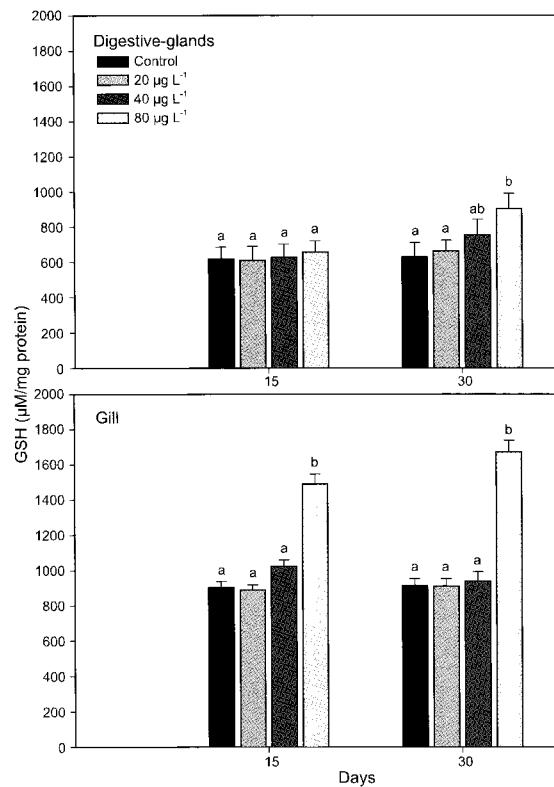 2000
1800
1600
1400
1200
1000
800
600
400
200
0
Digestive-glands
Control
20 µg L⁻¹
40 µg L⁻¹
80 µg L⁻¹
a a a a
a a ab b
15 30
GSH (µM/mg protein)
2000
1800
1600
1400
1200
1000
800
600
400
200
0
Gill
a a a b
a a a b
15 30
Days